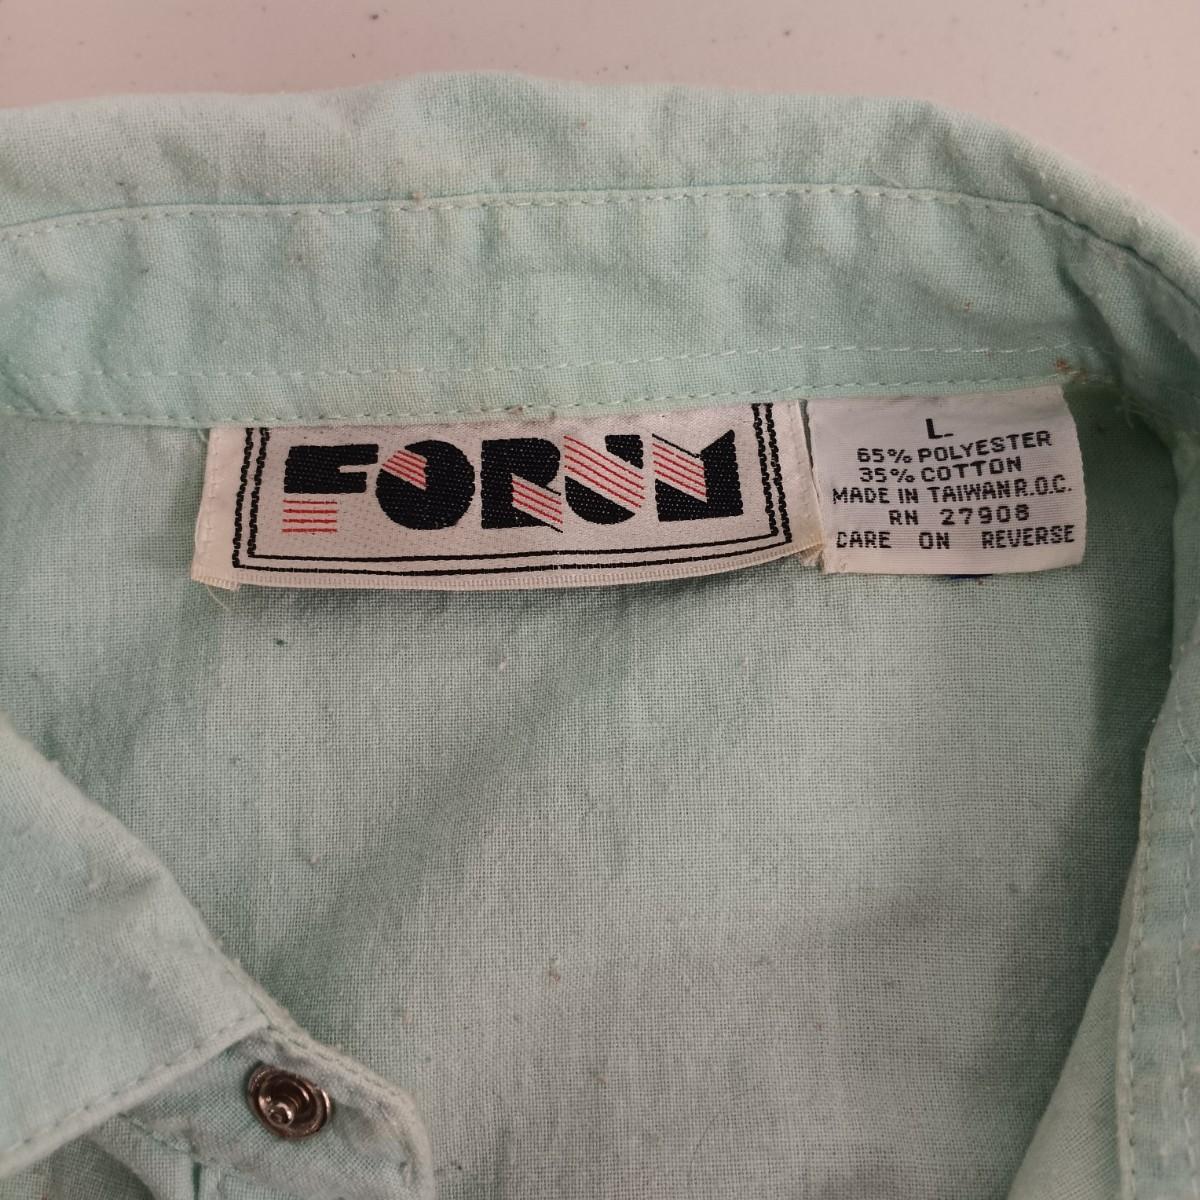 FORUM
L
65% POLYESTER
35% COTTON
MADE IN TAIWAN R.O.C.
RN 27908
CARE ON REVERSE